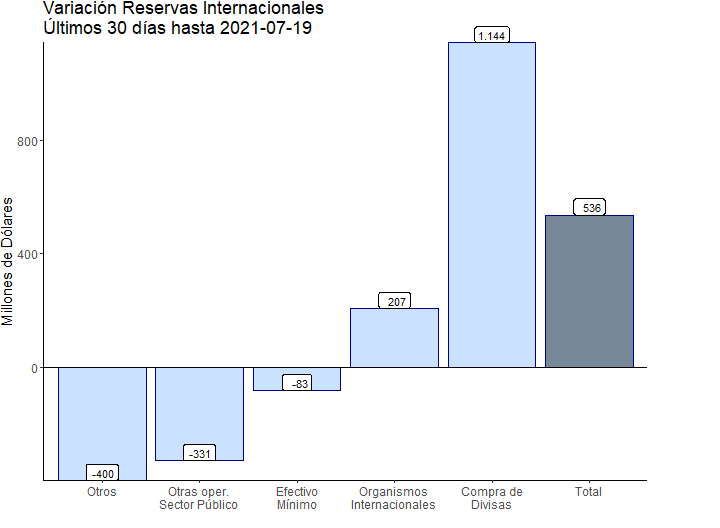 Variación Reservas Internacionales
Últimos 30 días hasta 2021-07-19
Millones de Dólares
800
400
0
-400
-331
-83
207
1.144
536
Otros
Otras oper.
Sector Público
Efectivo
Mínimo
Organismos
Internacionales
Compra de
Divisas
Total